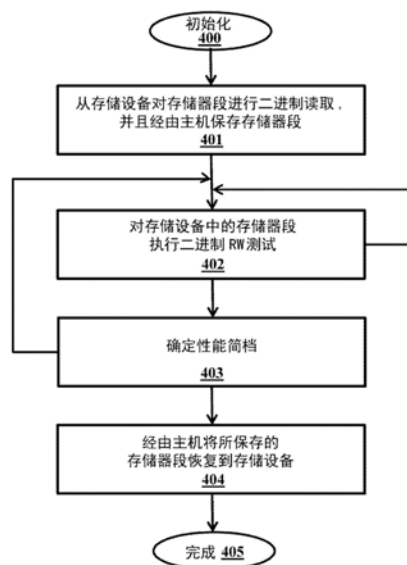 初始化
400
从存储设备对存储器段进行二进制读取，
并且经由主机保存存储器段
401
对存储设备中的存储器段
执行二进制 RW 测试
402
确定性能简档
403
经由主机将所保存的
存储器段恢复到存储设备
404
完成 405